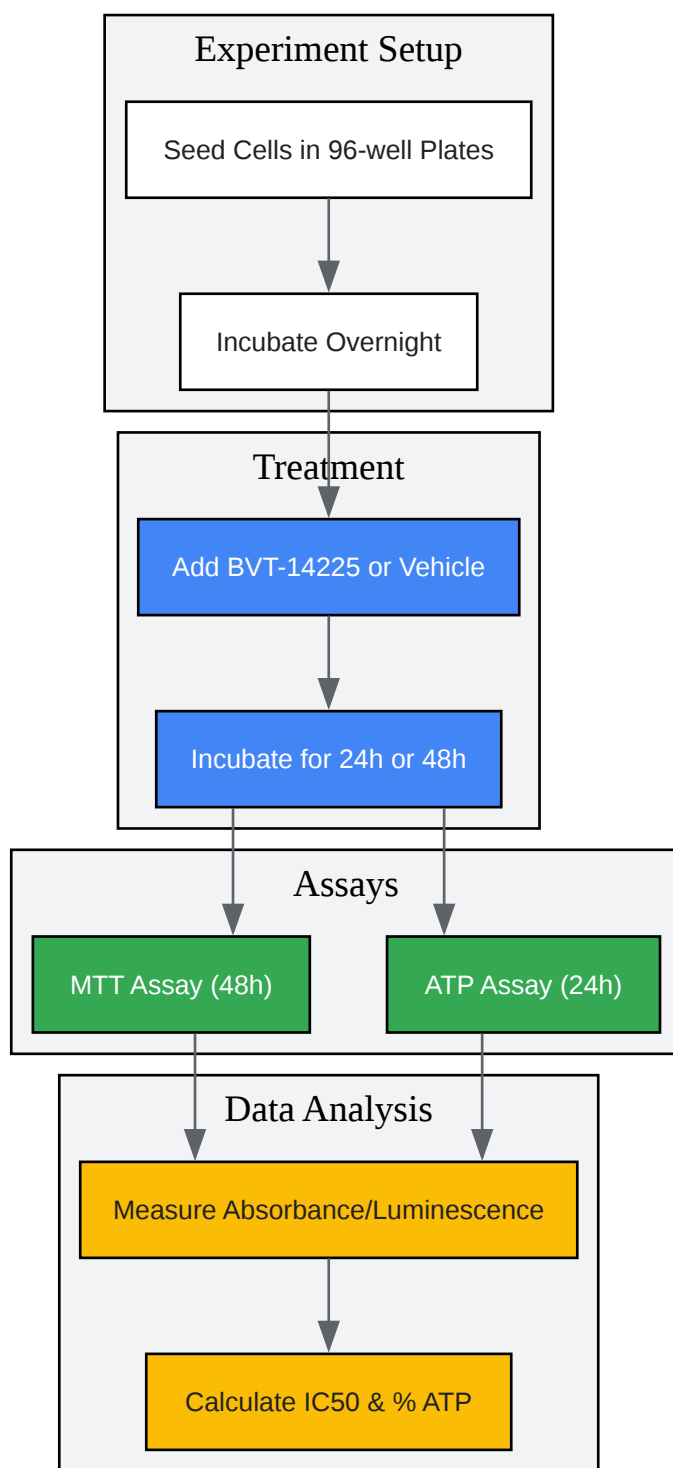 Experiment Setup
Seed Cells in 96-well Plates
Incubate Overnight
Treatment
Add BVT-14225 or Vehicle
Incubate for 24h or 48h
Assays
MTT Assay (48h)
ATP Assay (24h)
Data Analysis
Measure Absorbance/Luminescence
Calculate IC50 & % ATP